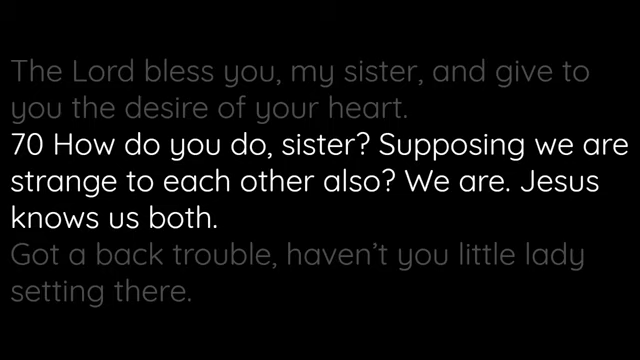 The Lord bless you, my sister, and give to
you the desire of your heart.
70 How do you do, sister? Supposing we are
strange to each other also? We are. Jesus
knows us both.
Got a back trouble, haven't you little lady
setting there.